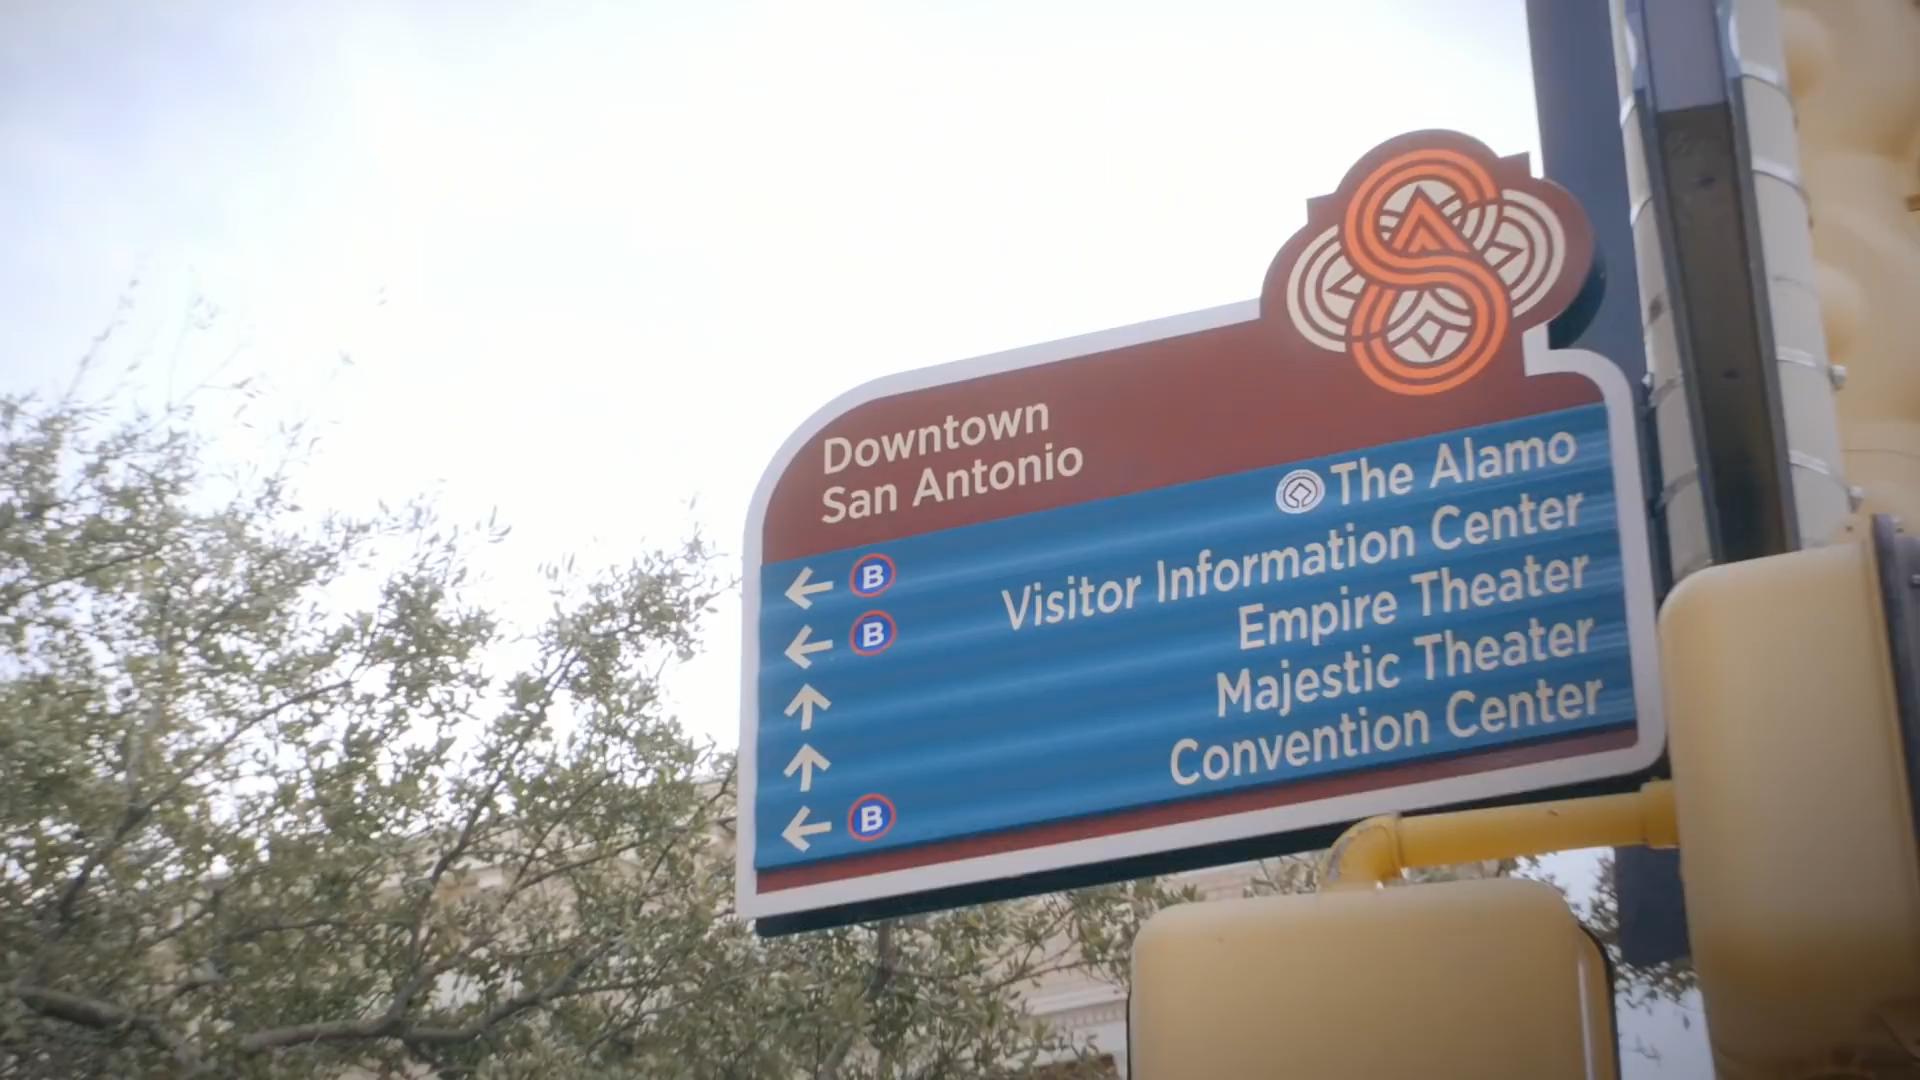 Downtown
San Antonio
← B The Alamo
← B Visitor Information Center
↑ Empire Theater
↑ Majestic Theater
← B Convention Center